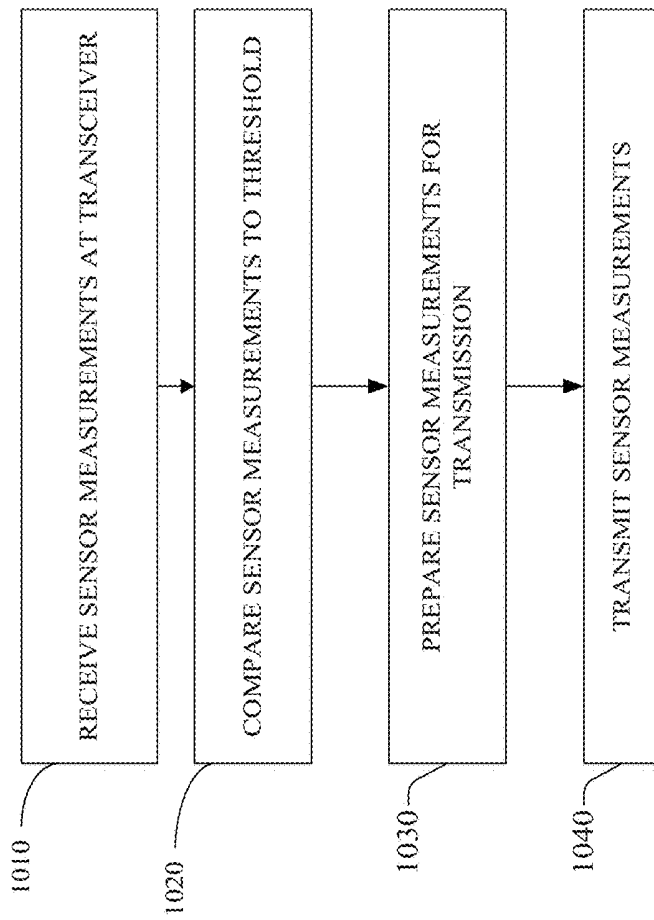 1010
RECEIVE SENSOR MEASUREMENTS AT TRANSCEIVER
1020
COMPARE SENSOR MEASUREMENTS TO THRESHOLD
1030
PREPARE SENSOR MEASUREMENTS FOR
TRANSMISSION
1040
TRANSMIT SENSOR MEASUREMENTS